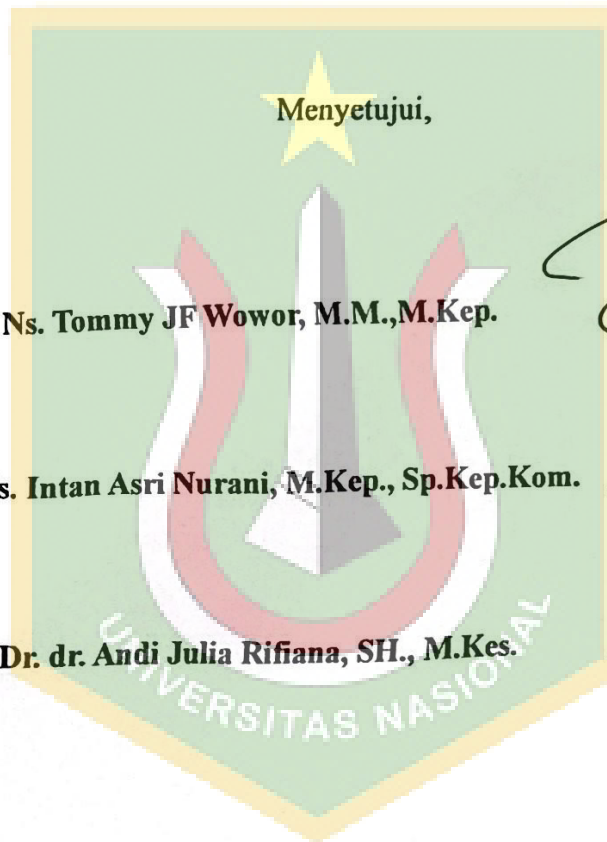 Menyetujui,
Ns. Tommy JF Wowor, M.M.,M.Kep.
s. Intan Asri Nurani, M.Kep., Sp.Kep.Kom.
Dr. dr. Andi Julia Rifiana, SH., M.Kes.
UNIVERSITAS NASIONAL